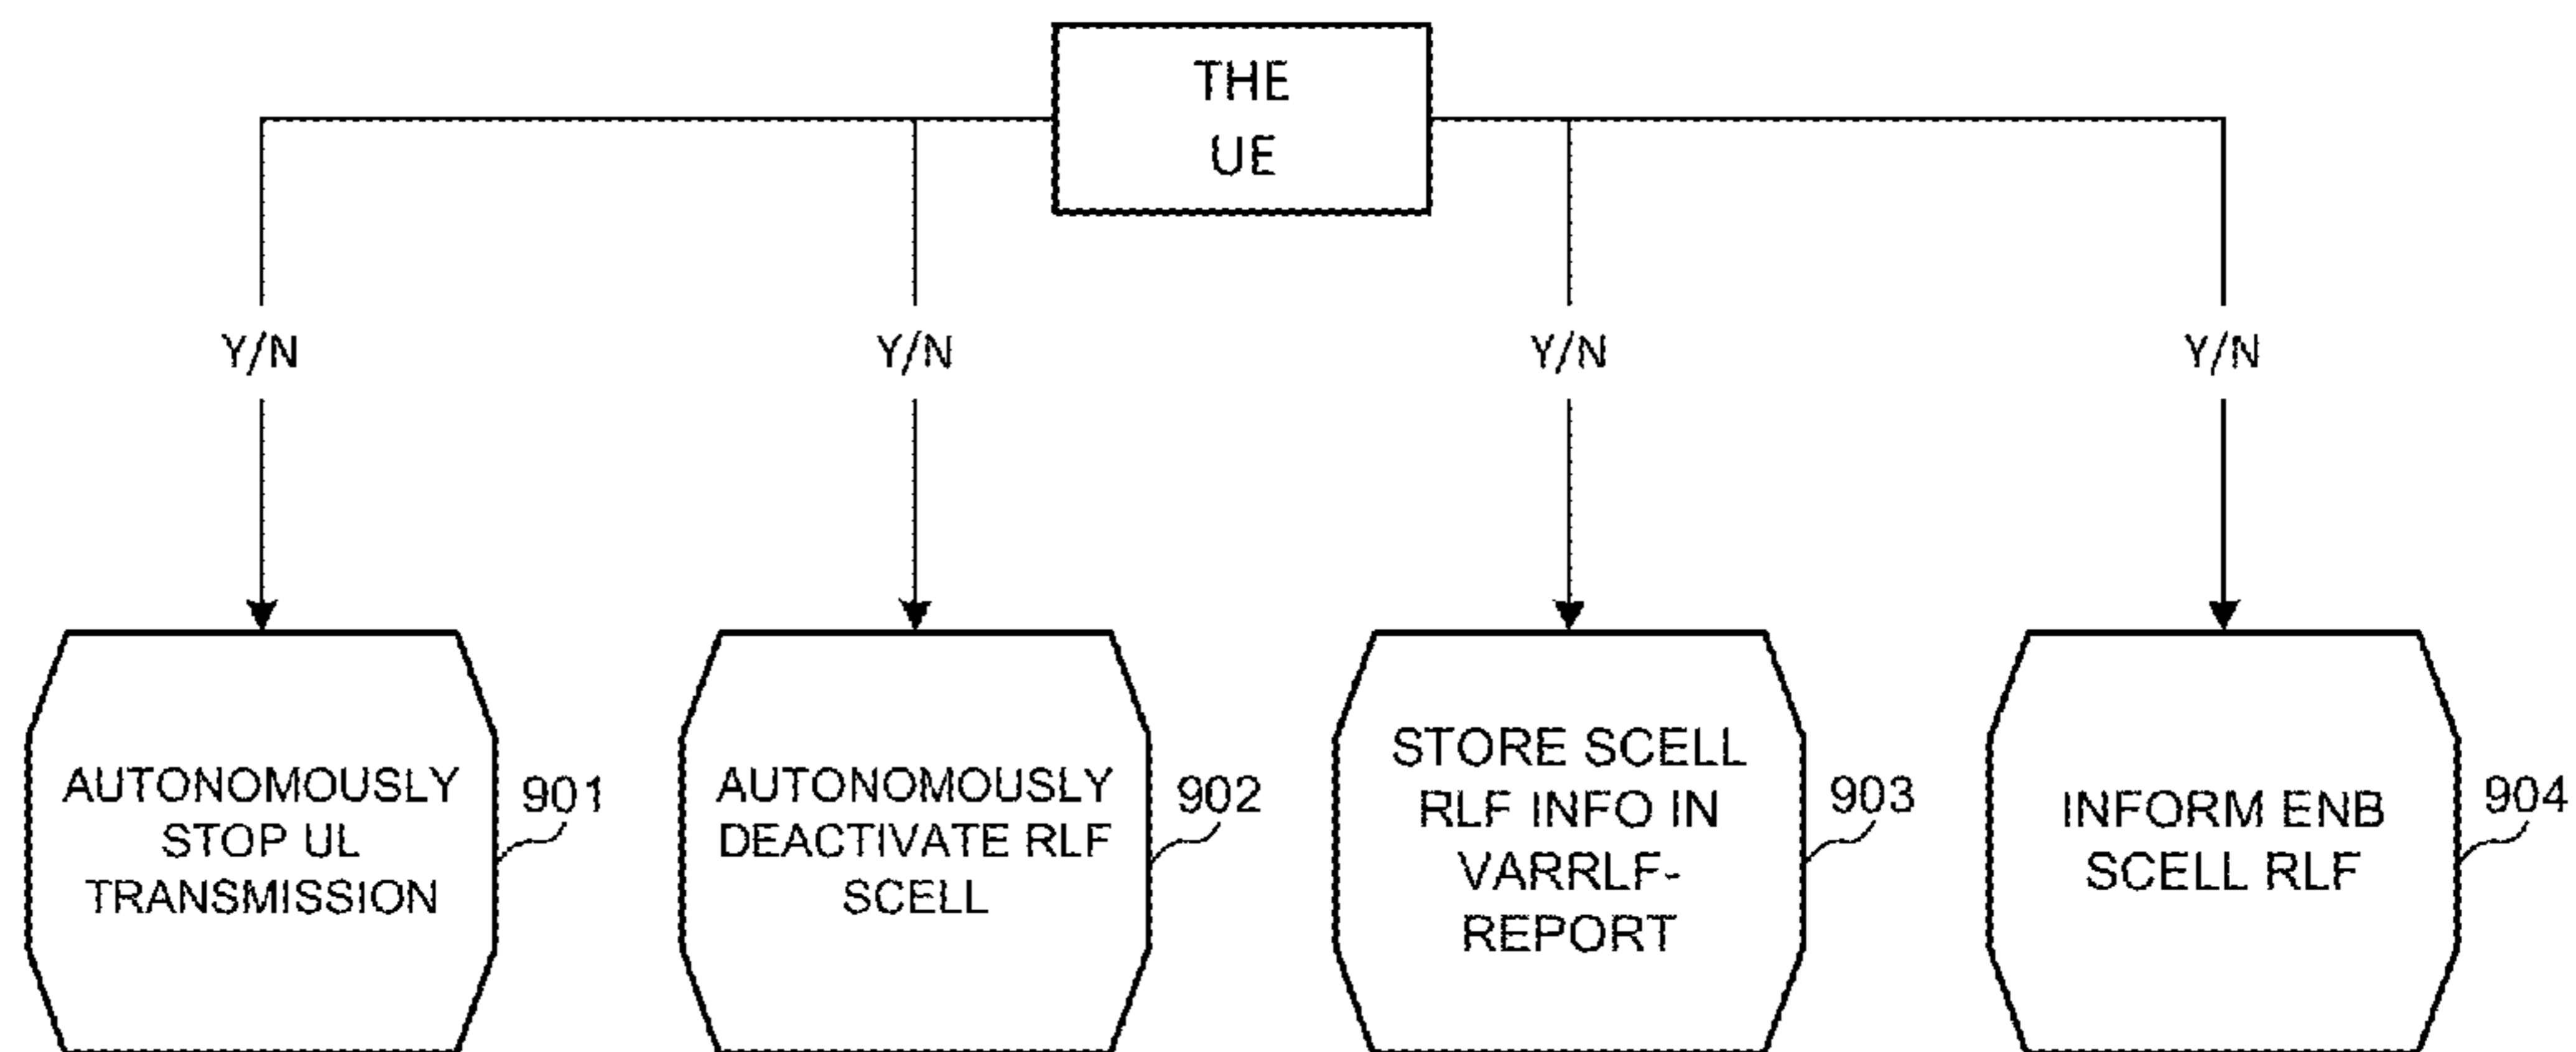 THE
UE
Y/N
Y/N
Y/N
Y/N
AUTONOMOUSLY
STOP UL
TRANSMISSION
901
AUTONOMOUSLY
DEACTIVATE RLF
SCELL
902
STORE SCELL
RLF INFO IN
VARRLF-
REPORT
903
INFORM ENB
SCELL RLF
904